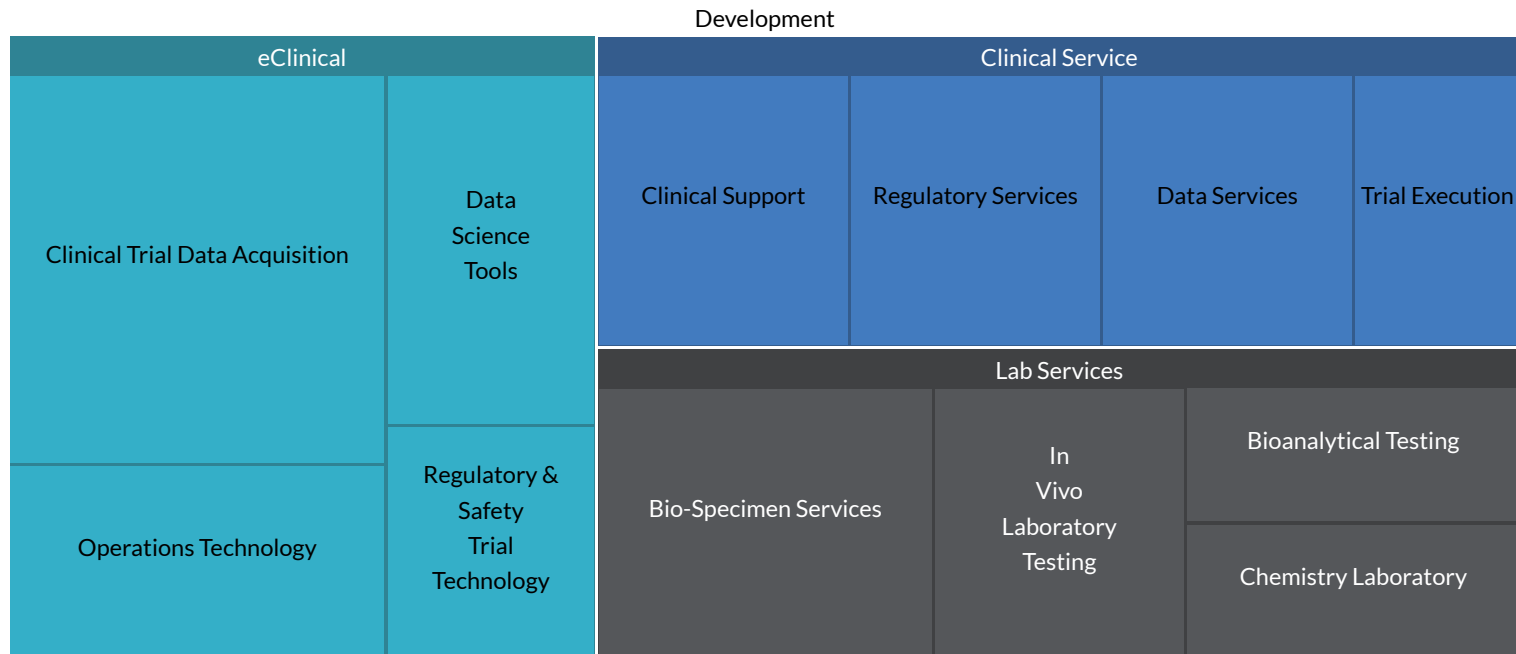 Development
eClinical
Clinical Trial Data Acquisition
Data
Science
Tools
Operations Technology
Regulatory &
Safety
Trial
Technology
Clinical Service
Clinical Support
Regulatory Services
Data Services
Trial Execution
Lab Services
Bio-Specimen Services
In
Vivo
Laboratory
Testing
Bioanalytical Testing
Chemistry Laboratory